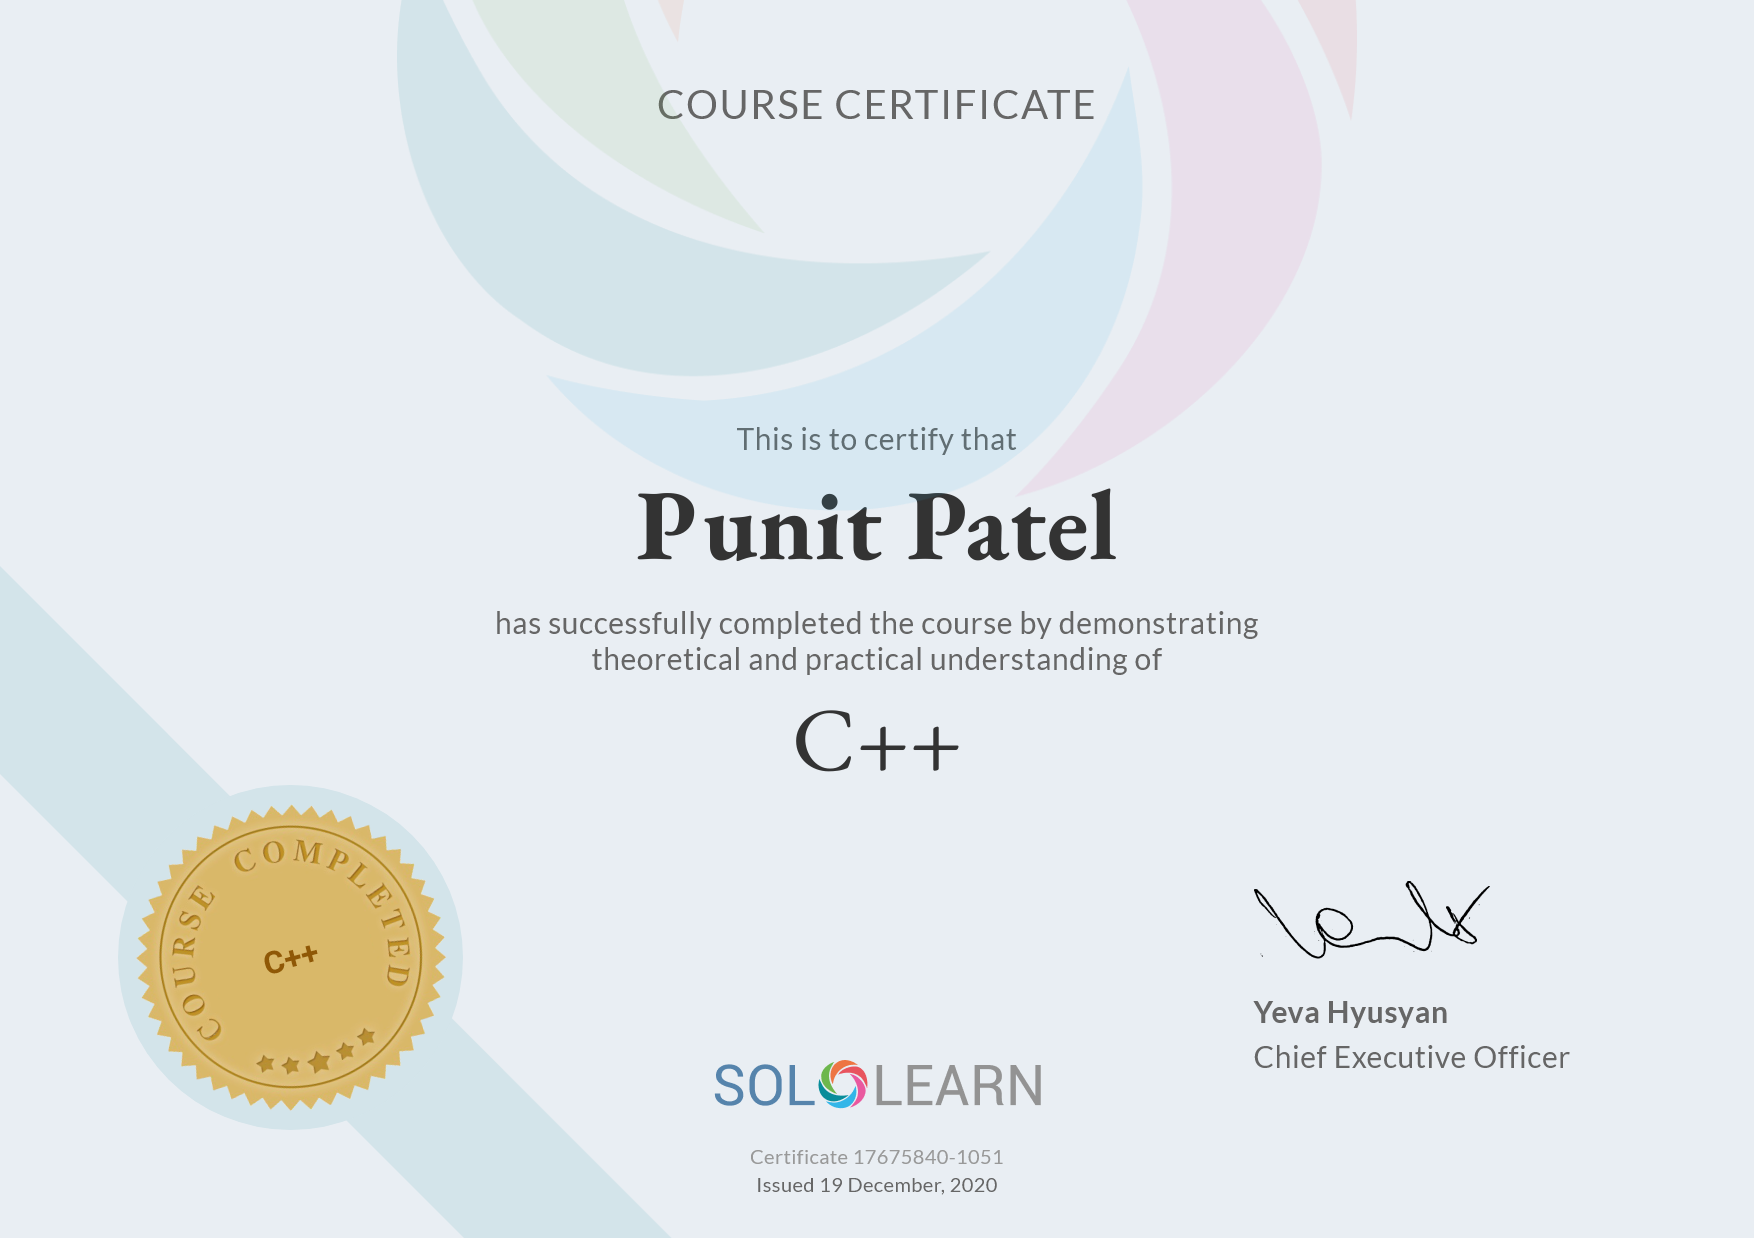 COURSE CERTIFICATE
This is to certify that
Punit Patel
has successfully completed the course by demonstrating
theoretical and practical understanding of
C++
COURSE COMPLETED
C++
Yeva Hyusyan
Chief Executive Officer
SOLOLEARN
Certificate 17675840-1051
Issued 19 December, 2020